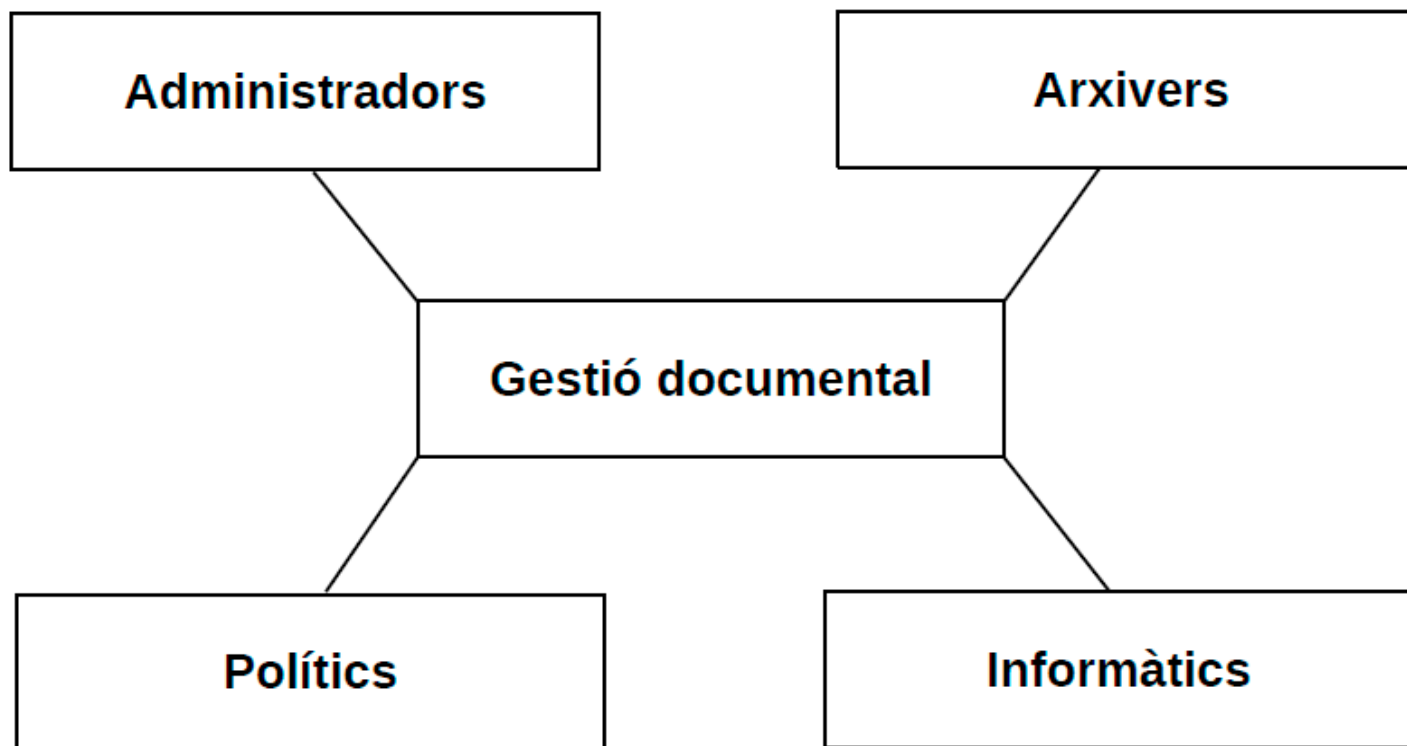 Administradors
Arxivers
Gestió documental
Polítics
Informàtics